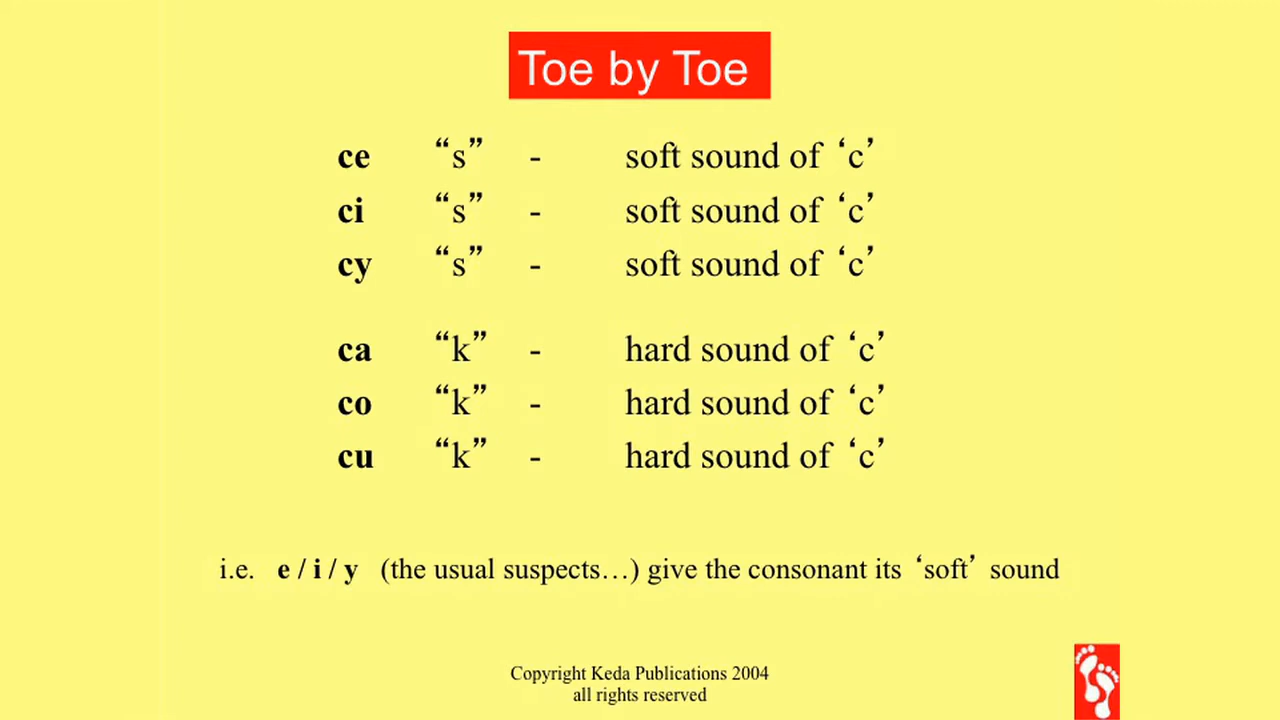 Toe by Toe
ce “s” - soft sound of ‘c’
ci “s” - soft sound of ‘c’
cy “s” - soft sound of ‘c’
ca “k” - hard sound of ‘c’
co “k” - hard sound of ‘c’
cu “k” - hard sound of ‘c’
i.e. e / i / y (the usual suspects…) give the consonant its ‘soft’ sound
Copyright Keda Publications 2004
all rights reserved